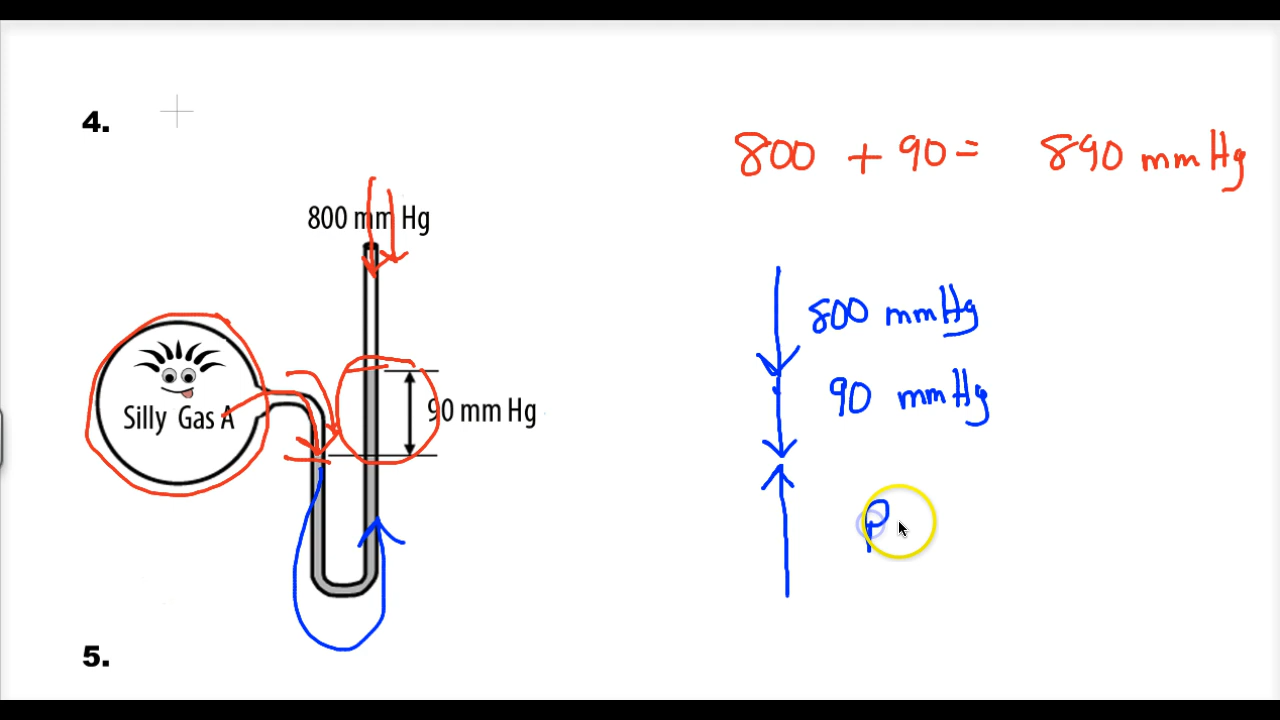 4.
800 + 90 = 890 mmHg
800 mm Hg
800 mmHg
Silly Gas A
90 mm Hg
90 mmHg
P
5.